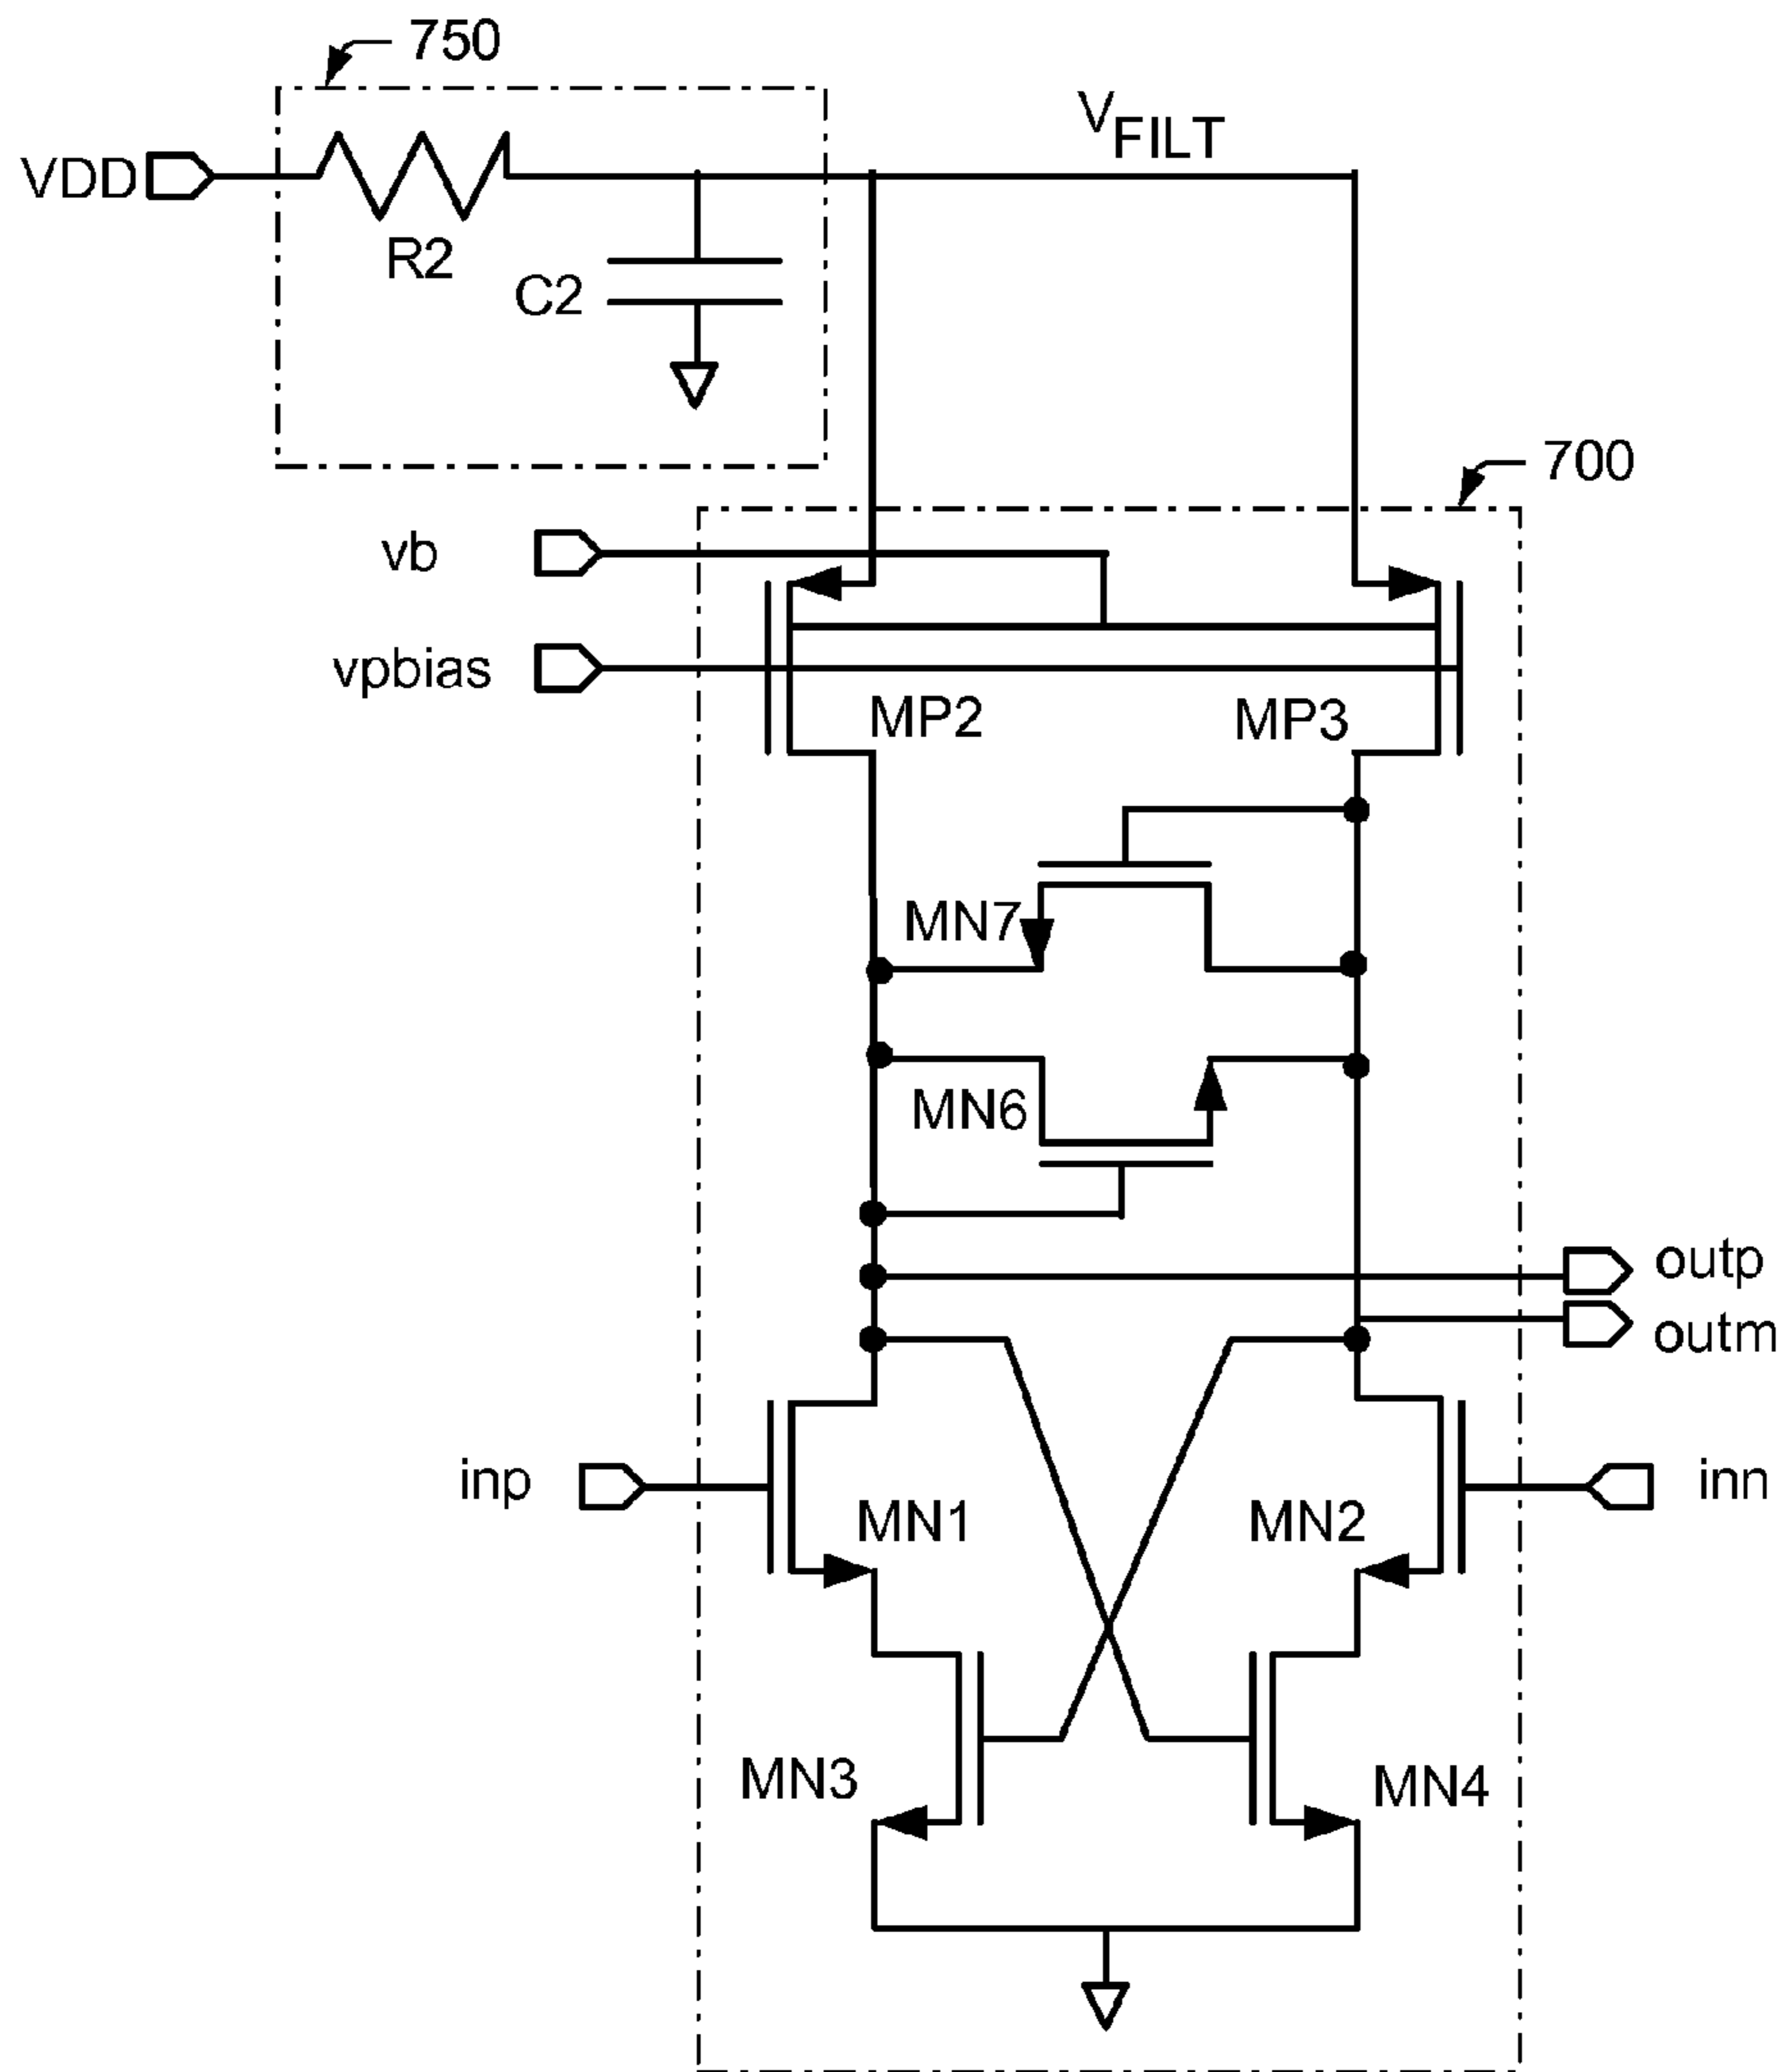 750
V FILT
VDD
R2
C2
700
vb
vpbias
MP2
MP3
MN7
MN6
outp
outm
inp
inn
MN1
MN2
MN3
MN4